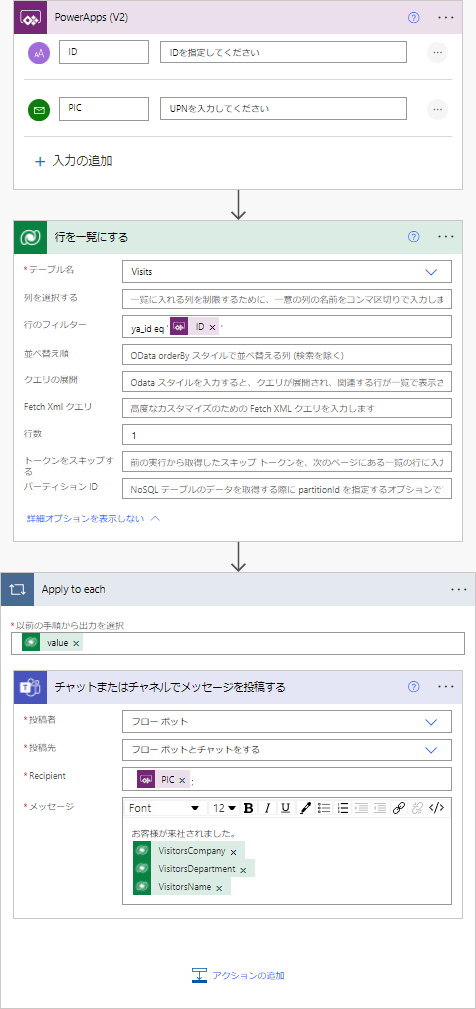 PowerApps (V2)
ID
IDを指定してください
PIC
UPNを入力してください
+ 入力の追加
行を一覧にする
*テーブル名
Visits
列を選択する
一覧に入れる列を制限するために、一意の列の名前をコンマ区切りで入力しま
行のフィルター
ya_id eq ' ID × '
並べ替え順
OData orderBy スタイルで並べ替える列 (検索を除く)
クエリの展開
Odata スタイルを入力すると、クエリが展開され、関連する行が一覧で表示さ
Fetch Xml クエリ
高度なカスタマイズのための Fetch XML クエリを入力します
行数
1
トークンをスキップする
前の実行から取得したスキップ トークンを、次のページにある一覧の行に入力
パーティション ID
NoSQL テーブルのデータを取得する際に partitionId を指定するオプションで
詳細オプションを表示しない
Apply to each
*以前の手順から出力を選択
value ×
チャットまたはチャネルでメッセージを投稿する
*投稿者
フロー ボット
*投稿先
フロー ボットとチャットをする
*Recipient
PIC × ;
*メッセージ
Font 12 B I U </>
お客様が来社されました。
VisitorsCompany ×
VisitorsDepartment ×
VisitorsName ×
アクションの追加